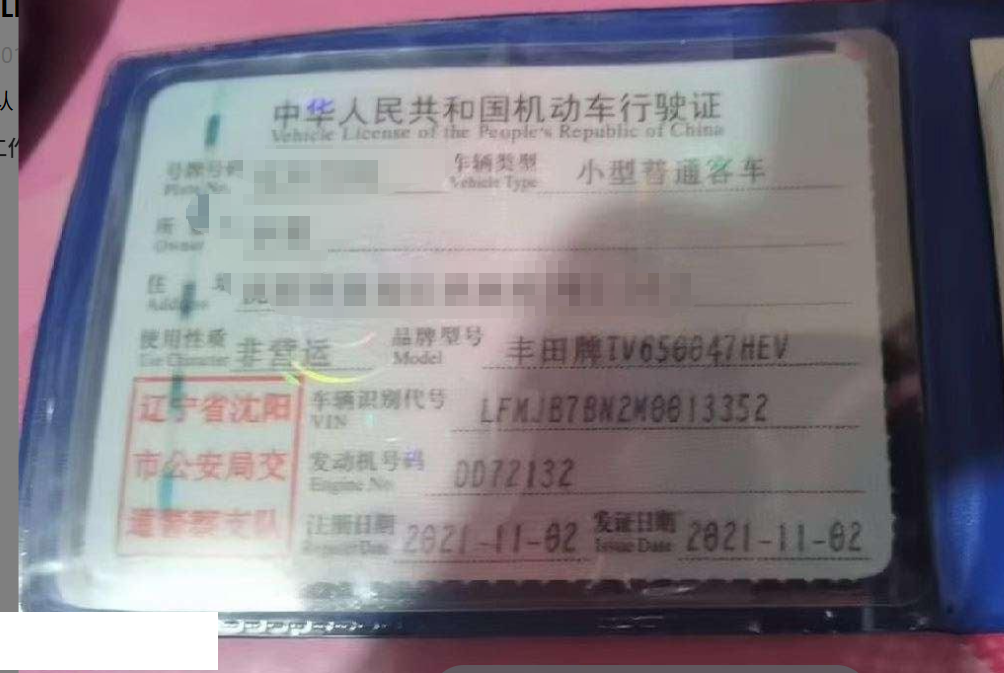 中华人民共和国机动车行驶证
Vehicle License of the People's Republic of China
号牌号码 车辆类型 小型普通客车
Plate No. Vehicle Type
所
Owner
住 址
Address
使用性质 非营运 品牌型号 丰田牌TV650047HEV
Use Character Model
辽宁省沈阳 车辆识别代号 LFMJB7BN2M0013352
VIN
市公安局交 发动机号码 DD72132
Engine No.
通警察支队 注册日期 2021-11-02 发证日期 2021-11-02
Register Date Issue Date